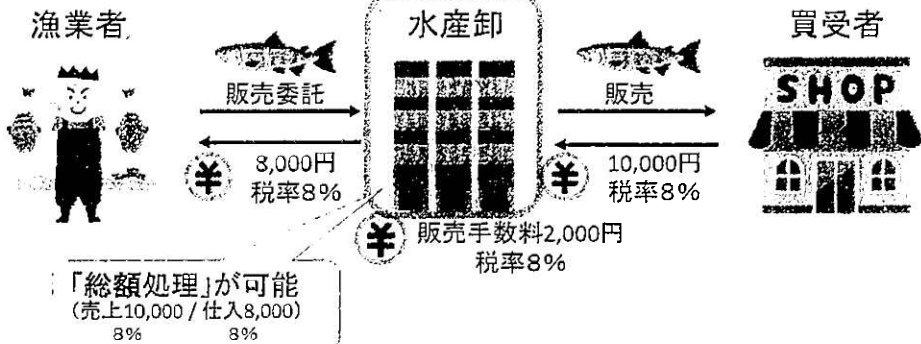 漁業者
水産卸
買受者
販売委託
販売
SHOP
¥
8,000円
税率8%
¥
10,000円
税率8%
¥
販売手数料2,000円
税率8%
「総額処理」が可能
(売上10,000 / 仕入8,000)
8% 8%